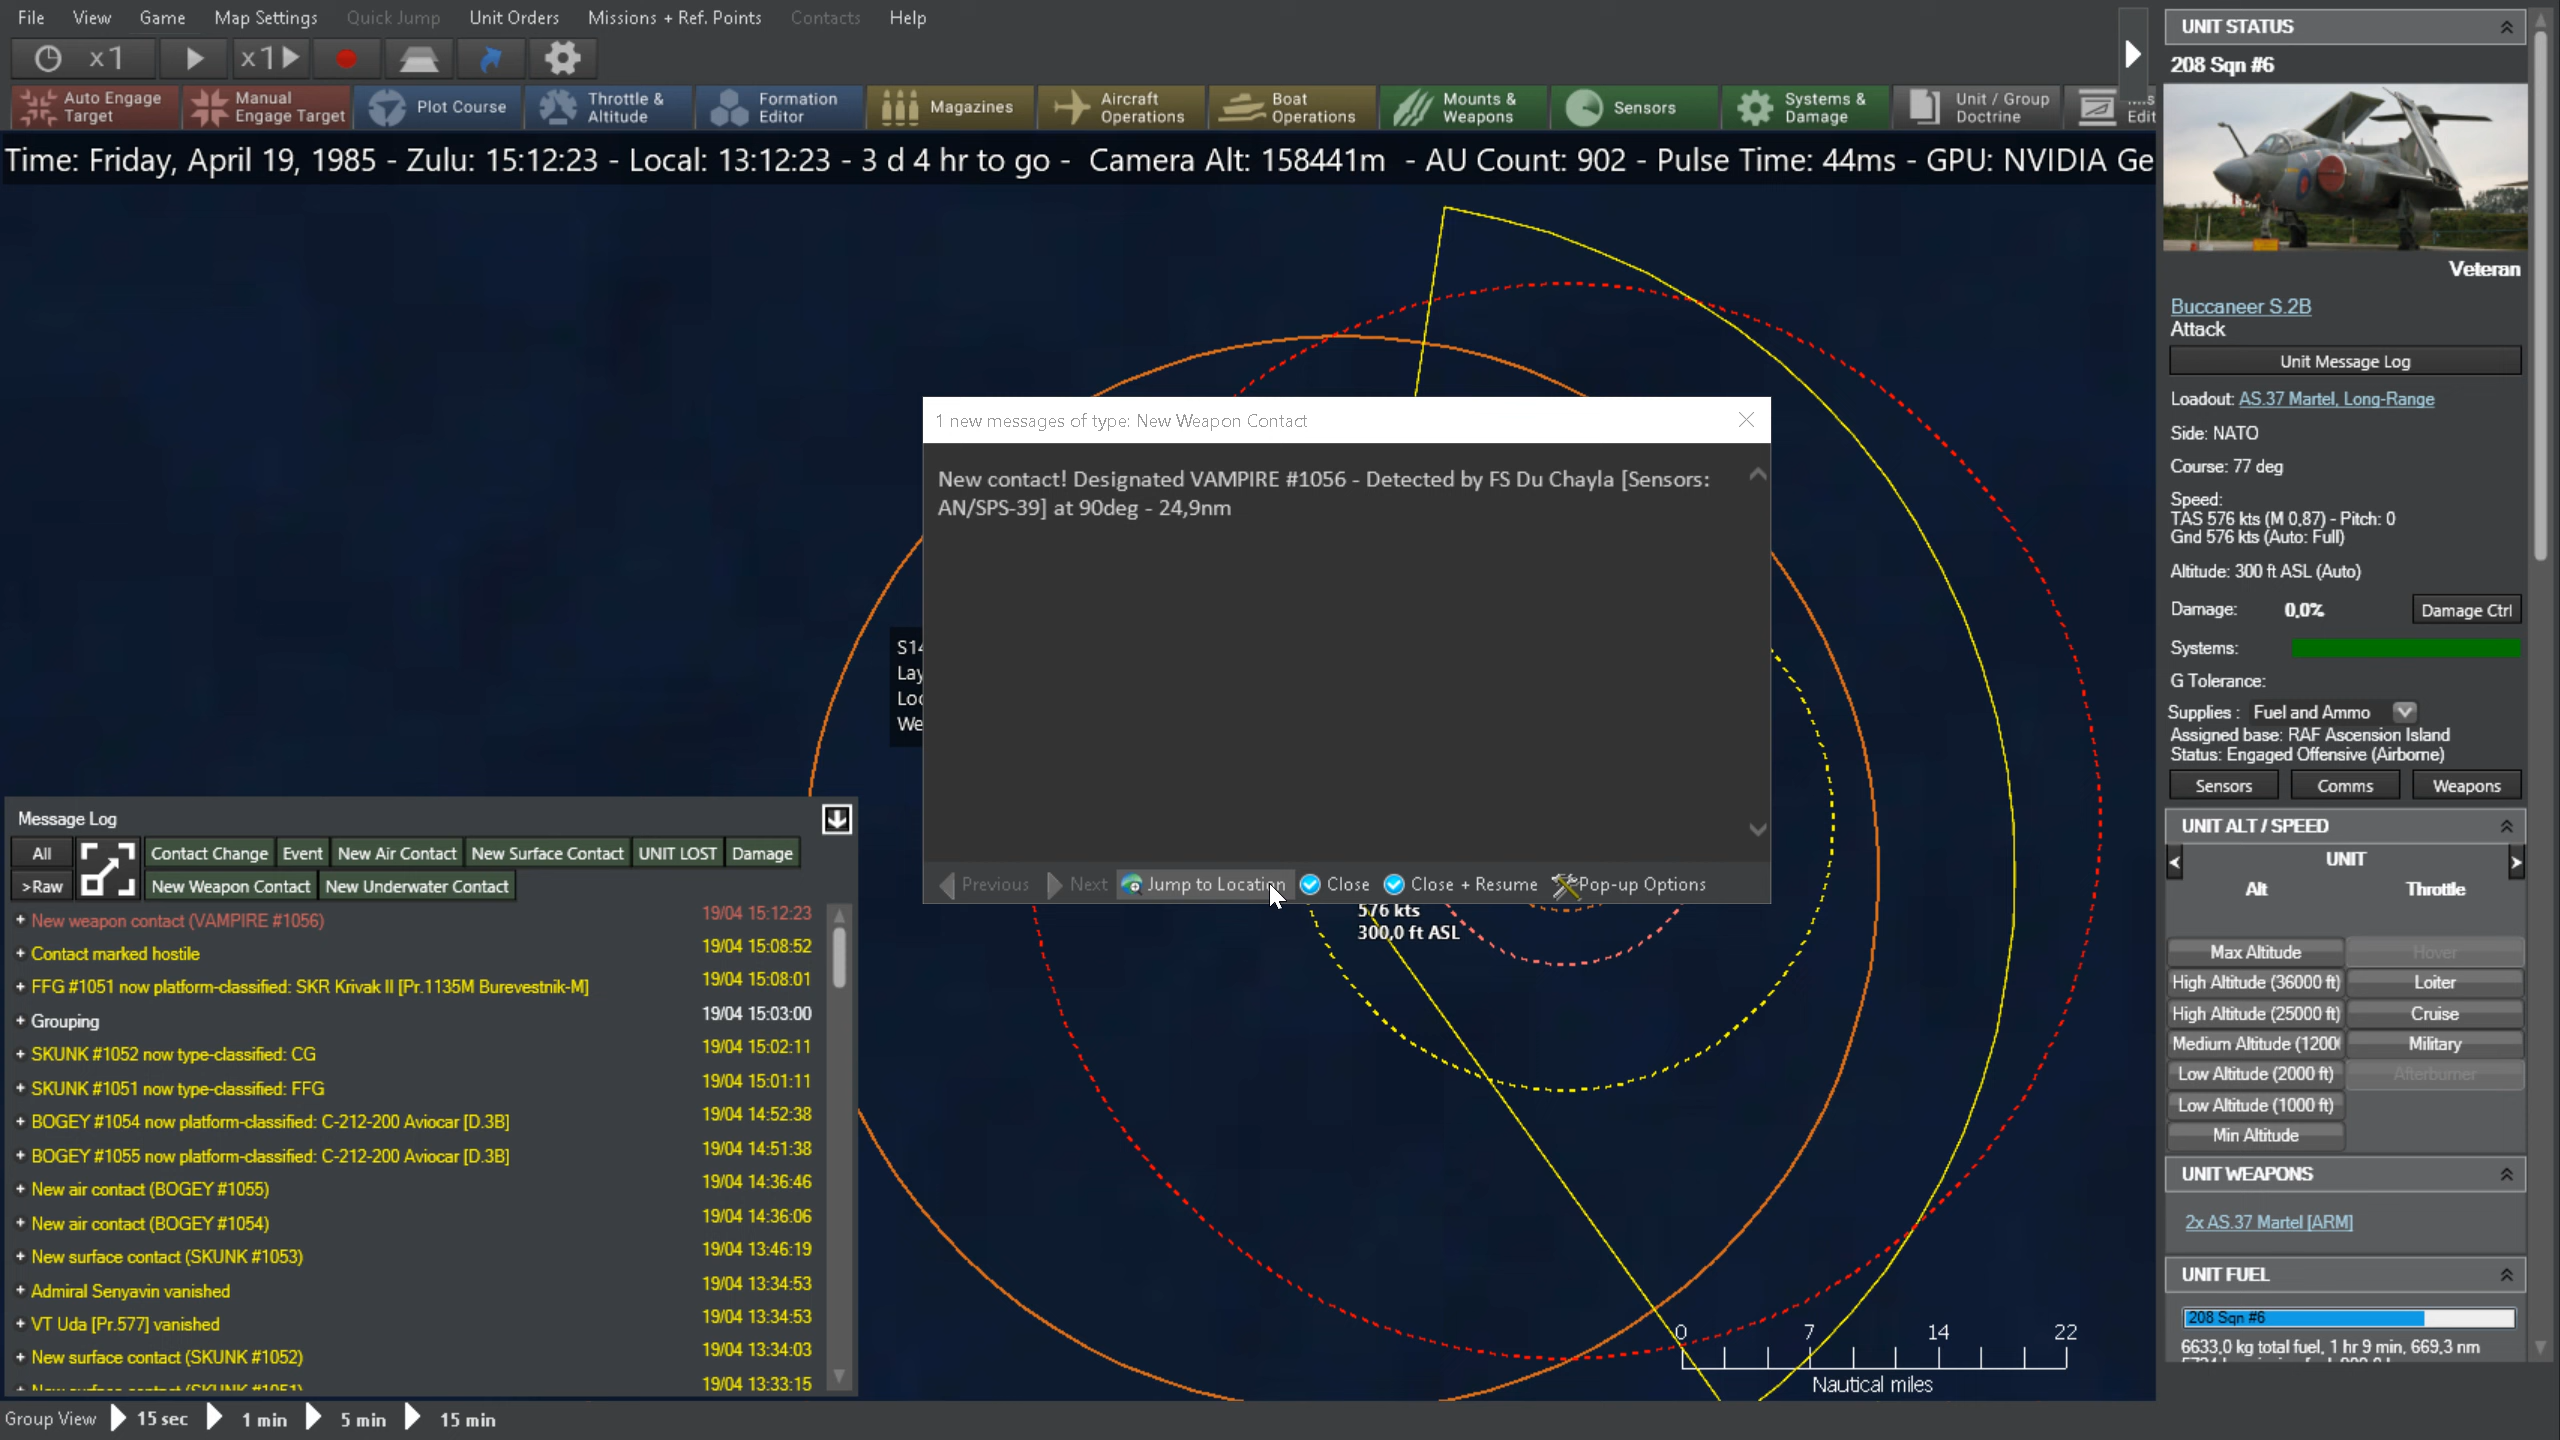 File View Game Map Settings Quick Jump Unit Orders Missions + Ref. Points Contacts Help
x1 x1
Auto Engage Target
Manual Engage Target
Plot Course
Throttle & Altitude
Formation Editor
Magazines
Aircraft Operations
Boat Operations
Mounts & Weapons
Sensors
Systems & Damage
Unit / Group Doctrine
Edit
Time: Friday, April 19, 1985 - Zulu: 15:12:23 - Local: 13:12:23 - 3 d 4 hr to go - Camera Alt: 158441m - AU Count: 902 - Pulse Time: 44ms - GPU: NVIDIA Ge
1 new messages of type: New Weapon Contact
New contact! Designated VAMPIRE #1056 - Detected by FS Du Chayla [Sensors:
AN/SPS-39] at 90deg - 24,9nm
Previous Next Jump to Location Close Close + Resume Pop-up Options
S14
Lay
Loc
We
576 kts
300,0 ft ASL
0 7 14 22
Nautical miles
Message Log
All Contact Change Event New Air Contact New Surface Contact UNIT LOST Damage
>Raw New Weapon Contact New Underwater Contact
+ New weapon contact (VAMPIRE #1056) 19/04 15:12:23
+ Contact marked hostile 19/04 15:08:52
+ FFG #1051 now platform-classified: SKR Krivak II [Pr.1135M Burevestnik-M] 19/04 15:08:01
+ Grouping 19/04 15:03:00
+ SKUNK #1052 now type-classified: CG 19/04 15:02:11
+ SKUNK #1051 now type-classified: FFG 19/04 15:01:11
+ BOGEY #1054 now platform-classified: C-212-200 Aviocar [D.3B] 19/04 14:52:38
+ BOGEY #1055 now platform-classified: C-212-200 Aviocar [D.3B] 19/04 14:51:38
+ New air contact (BOGEY #1055) 19/04 14:36:46
+ New air contact (BOGEY #1054) 19/04 14:36:06
+ New surface contact (SKUNK #1053) 19/04 13:46:19
+ Admiral Senyavin vanished 19/04 13:34:53
+ VT Uda [Pr.577] vanished 19/04 13:34:53
+ New surface contact (SKUNK #1052) 19/04 13:34:03
+ New surface contact (SKUNK #1051) 19/04 13:33:15
Group View 15 sec 1 min 5 min 15 min
UNIT STATUS
208 Sqn #6
Veteran
Buccaneer S.2B
Attack
Unit Message Log
Loadout: AS.37 Martel, Long-Range
Side: NATO
Course: 77 deg
Speed:
TAS 576 kts (M 0,87) - Pitch: 0
Gnd 576 kts (Auto: Full)
Altitude: 300 ft ASL (Auto)
Damage: 0,0% Damage Ctrl
Systems:
G Tolerance:
Supplies : Fuel and Ammo
Assigned base: RAF Ascension Island
Status: Engaged Offensive (Airborne)
Sensors Comms Weapons
UNIT ALT / SPEED
UNIT
Alt Throttle
Max Altitude Hover
High Altitude (36000 ft) Loiter
High Altitude (25000 ft) Cruise
Medium Altitude (1200 Military
Low Altitude (2000 ft) Afterburner
Low Altitude (1000 ft)
Min Altitude
UNIT WEAPONS
2x AS.37 Martel [ARM]
UNIT FUEL
208 Sqn #6
6633,0 kg total fuel, 1 hr 9 min, 669,3 nm